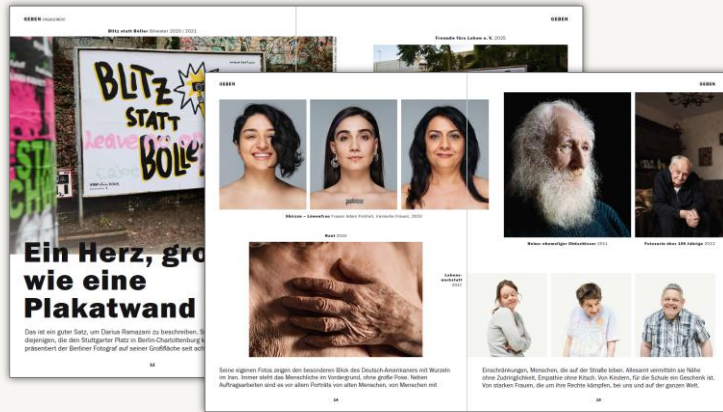 GEBEN ENGAGEMENT
GEBEN
Blitz statt Böller Silvester 2020 / 2021
Freunde fürs Leben e. V. 2025
BLITZ
STATT
BÖLLE
Ein Herz, gro
wie eine
Plakatwand
Das ist ein guter Satz, um Darius Ramazani zu beschreiben. S
diejenigen, die den Stuttgarter Platz in Berlin-Charlottenburg k
präsentiert der Berliner Fotograf auf seiner Großfläche seit ach
GEBEN
GEBEN
Shirzan – Löwenfrau Frauen leben Freiheit, iranische Frauen, 2023
Haut
Lebens-
werkstatt
2017
Heinz: ehemaliger Obdachloser 2011
Fotoserie über 100 Jährige 2012
Seine eigenen Fotos zeigen den besonderen Blick des Deutsch-Amerikaners mit Wurzeln
im Iran. Immer steht das Menschliche im Vordergrund, ohne große Pose. Neben
Auftragsarbeiten sind es vor allem Porträts von alten Menschen, von Menschen mit
Einschränkungen, Menschen, die auf der Straße leben. Allesamt vermitteln sie Nähe
ohne Zudringlichkeit, Empathie ohne Kitsch. Von Kindern, für die Schule ein Geschenk ist.
Von starken Frauen, die um ihre Rechte kämpfen, bei uns und auf der ganzen Welt.